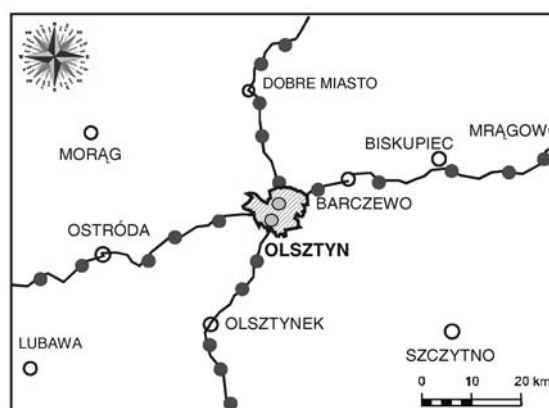 DOBRE MIASTO
MORĄG
BISKUPIEC
MRĄGOWO
BARCZEWO
OSTRÓDA
OLSZTYN
OLSZTYNEK
LUBAWA
SZCZYTNO
0 10 20 km